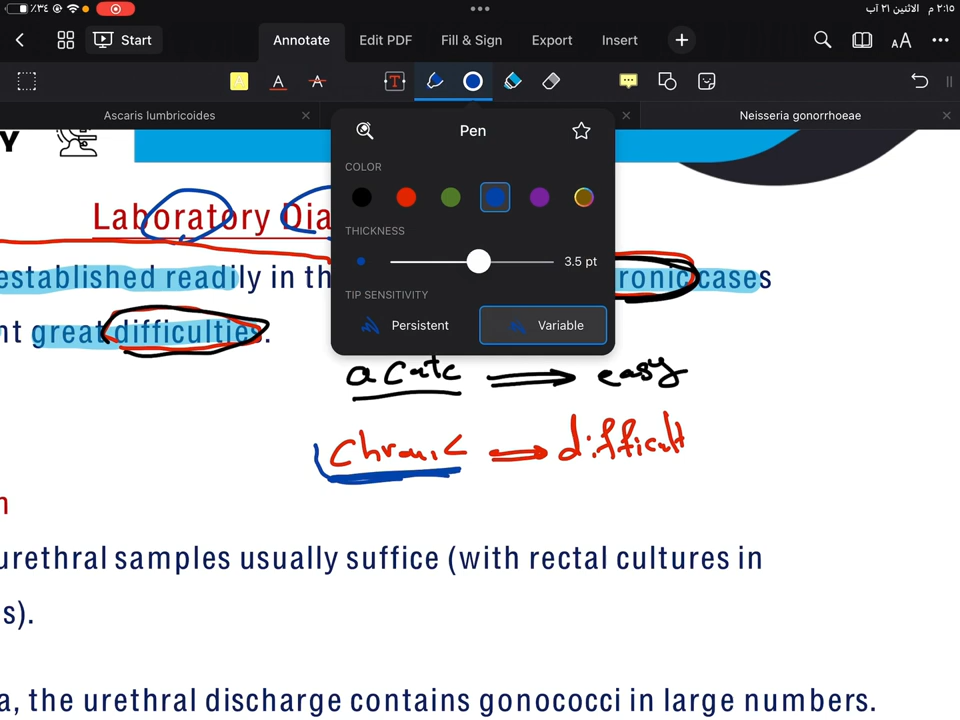 ٪٣٤ ٢:١٥ م الاثنين ٢١ آب
Start Annotate Edit PDF Fill & Sign Export Insert AA
T A A T
Ascaris lumbricoides × × Neisseria gonorrhoeae ×
Pen
COLOR
THICKNESS
3.5 pt
TIP SENSITIVITY
Persistent Variable
Y
Laboratory Dia
established readily in th ronic cases
nt great difficulties.
acute ⇒ easy
chronic ⇒ difficult
n
urethral samples usually suffice (with rectal cultures in
s).
a, the urethral discharge contains gonococci in large numbers.